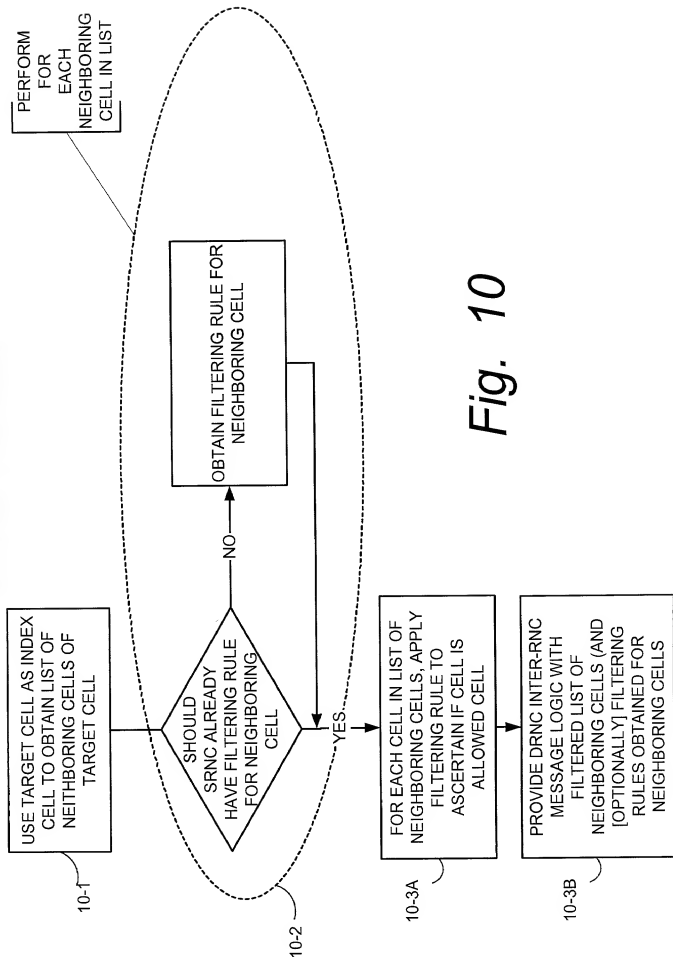 PERFORM
FOR
EACH
NEIGHBORING
CELL IN LIST
10-1
USE TARGET CELL AS INDEX
CELL TO OBTAIN LIST OF
NEITHBORING CELLS OF
TARGET CELL
10-2
SHOULD
SRNC ALREADY
HAVE FILTERING RULE
FOR NEIGHBORING
CELL
NO
OBTAIN FILTERING RULE FOR
NEIGHBORING CELL
YES
10-3A
FOR EACH CELL IN LIST OF
NEIGHBORING CELLS, APPLY
FILTERING RULE TO
ASCERTAIN IF CELL IS
ALLOWED CELL
10-3B
PROVIDE DRNC INTER-RNC
MESSAGE LOGIC WITH
FILTERED LIST OF
NEIGHBORING CELLS (AND
[OPTIONALLY] FILTERING
RULES OBTAINED FOR
NEIGHBORING CELLS
Fig. 10